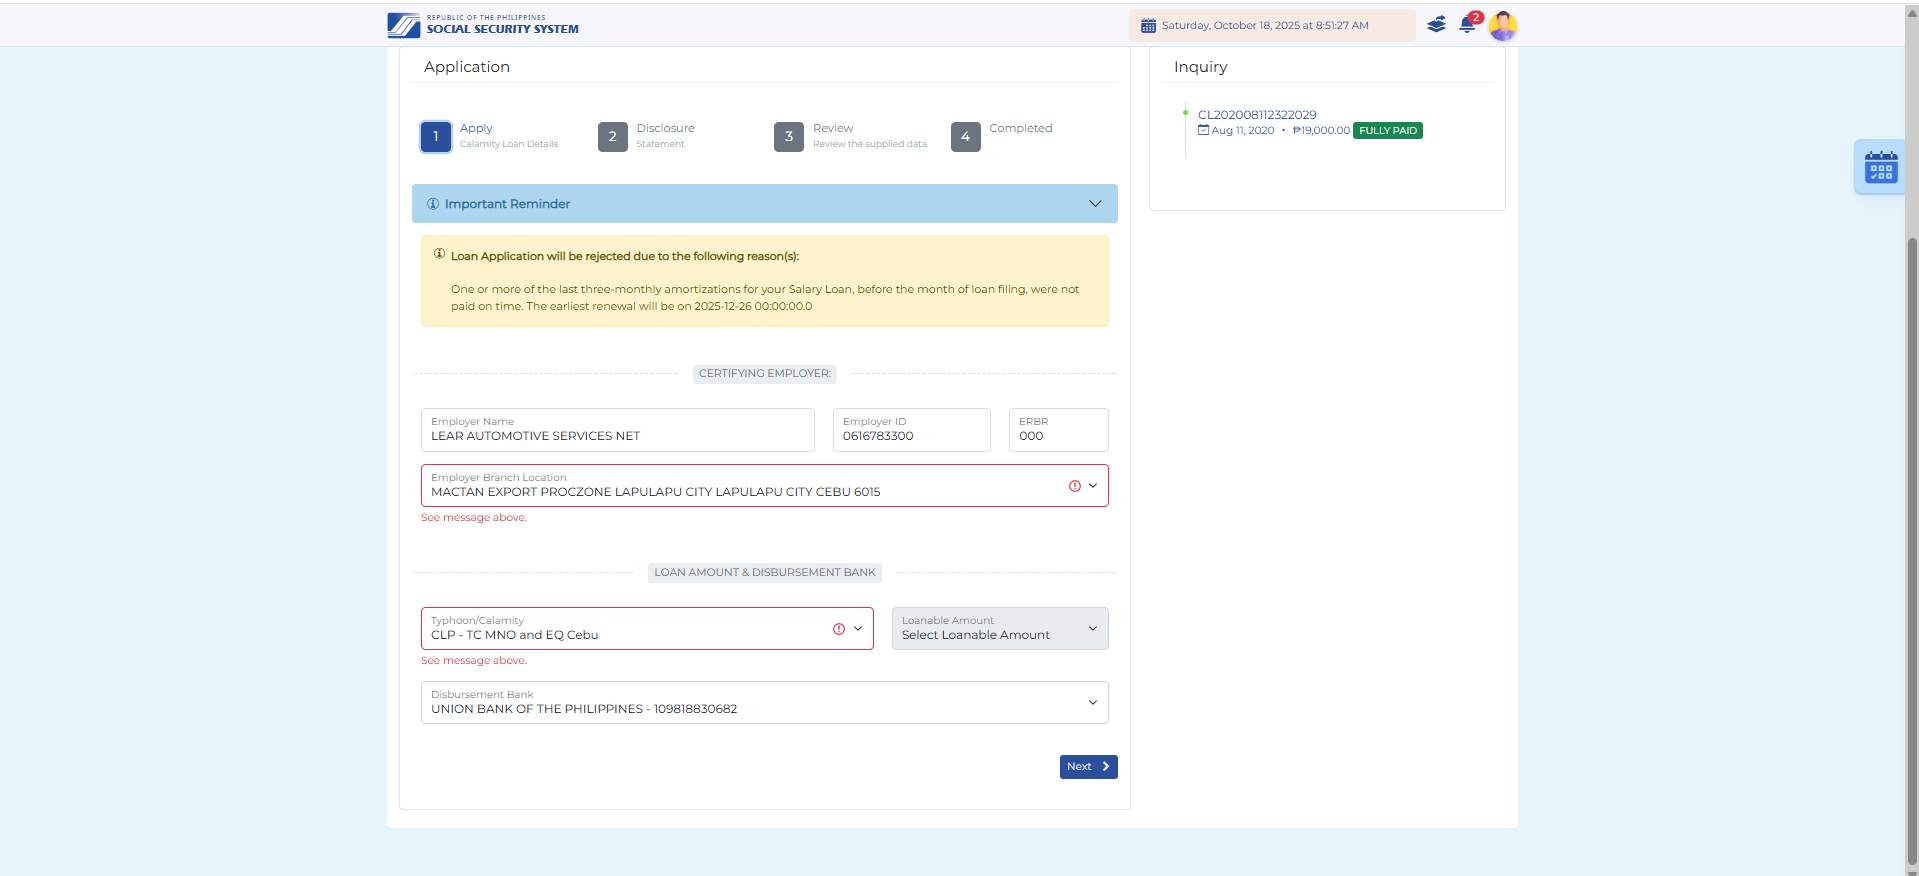 REPUBLIC OF THE PHILIPPINES
SOCIAL SECURITY SYSTEM
Saturday, October 18, 2025 at 8:51:27 AM
2
Application
1
Apply
Calamity Loan Details
2
Disclosure
Statement
3
Review
Review the supplied data
4
Completed
Important Reminder
Loan Application will be rejected due to the following reason(s):
One or more of the last three-monthly amortizations for your Salary Loan, before the month of loan filing, were not
paid on time. The earliest renewal will be on 2025-12-26 00:00:00.0
CERTIFYING EMPLOYER:
Employer Name
LEAR AUTOMOTIVE SERVICES NET
Employer ID
0616783300
ERBR
000
Employer Branch Location
MACTAN EXPORT PROCZONE LAPULAPU CITY LAPULAPU CITY CEBU 6015
See message above.
LOAN AMOUNT & DISBURSEMENT BANK
Typhoon/Calamity
CLP - TC MNO and EQ Cebu
See message above.
Loanable Amount
Select Loanable Amount
Disbursement Bank
UNION BANK OF THE PHILIPPINES - 109818830682
Next
Inquiry
CL202008112322029
Aug 11, 2020 • ₱19,000.00 FULLY PAID